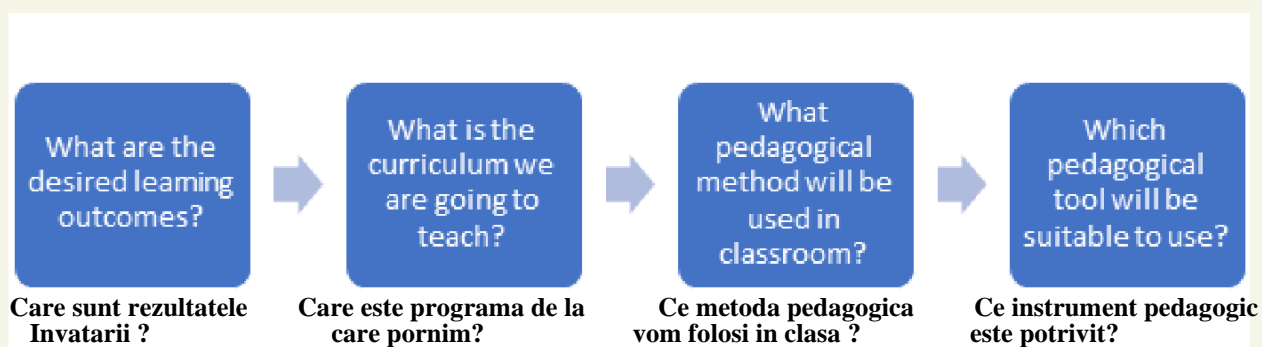 What are the
desired learning
outcomes?
What is the
curriculum we
are going to
teach?
What
pedagogical
method will be
used in
classroom?
Which
pedagogical
tool will be
suitable to use?
Care sunt rezultatele
Invatarii ?
Care este programa de la
care pornim?
Ce metoda pedagogica
vom folosi in clasa ?
Ce instrument pedagogic
este potrivit?